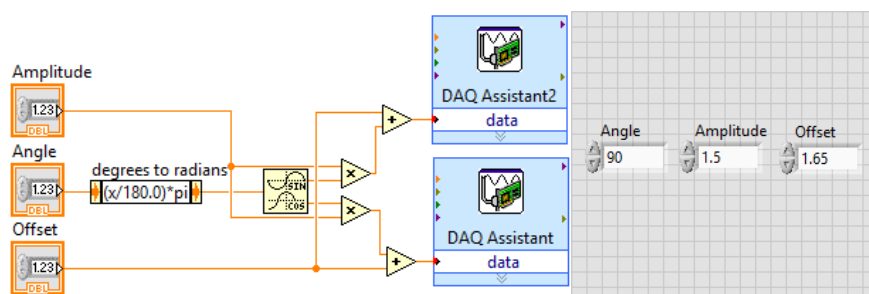 Amplitude
1.23
DBL
Angle
1.23
DBL
degrees to radians
(x/180.0)*pi
SIN
COS
Offset
1.23
DBL
DAQ Assistant2
data
DAQ Assistant
data
Angle
90
Amplitude
1.5
Offset
1.65